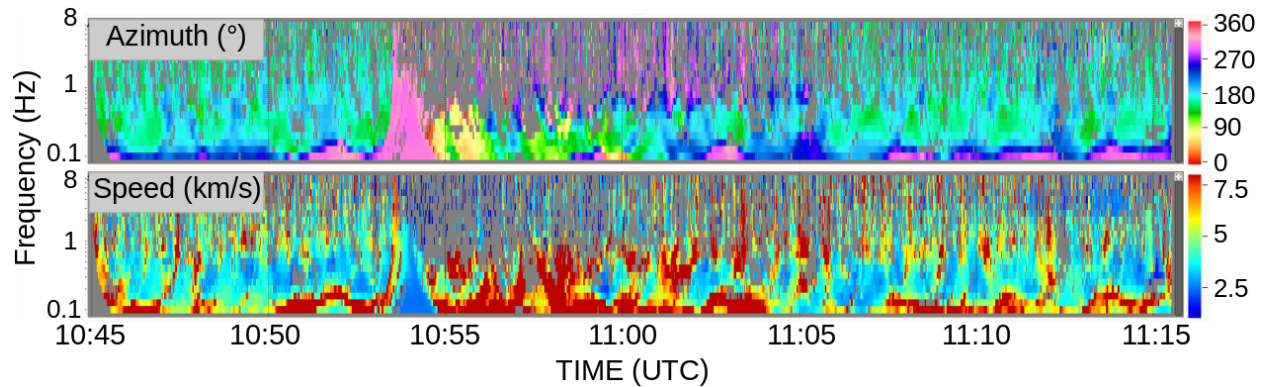 Azimuth (°)
8
1
0.1
360
270
180
90
0
Frequency (Hz)
Speed (km/s)
8
1
0.1
7.5
5
2.5
10:45 10:50 10:55 11:00 11:05 11:10 11:15
TIME (UTC)